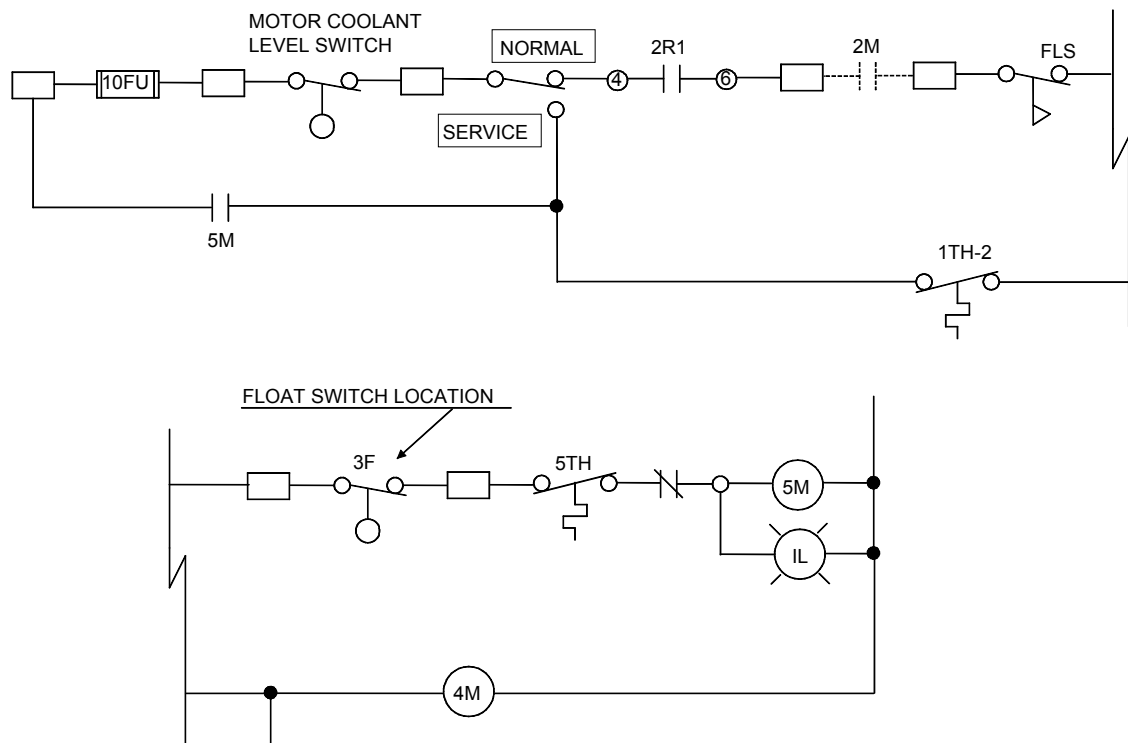 MOTOR COOLANT
LEVEL SWITCH
NORMAL
2R1
2M
FLS
10FU
4
6
SERVICE
5M
1TH-2
FLOAT SWITCH LOCATION
3F
5TH
5M
IL
4M